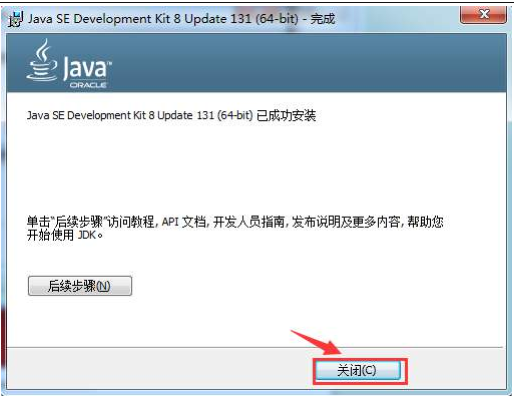 Java SE Development Kit 8 Update 131 (64-bit) - 完成
Java
ORACLE
Java SE Development Kit 8 Update 131 (64-bit) 已成功安装
单击"后续步骤"访问教程, API 文档, 开发人员指南, 发布说明及更多内容, 帮助您
开始使用 JDK。
后续步骤(N)
关闭(C)